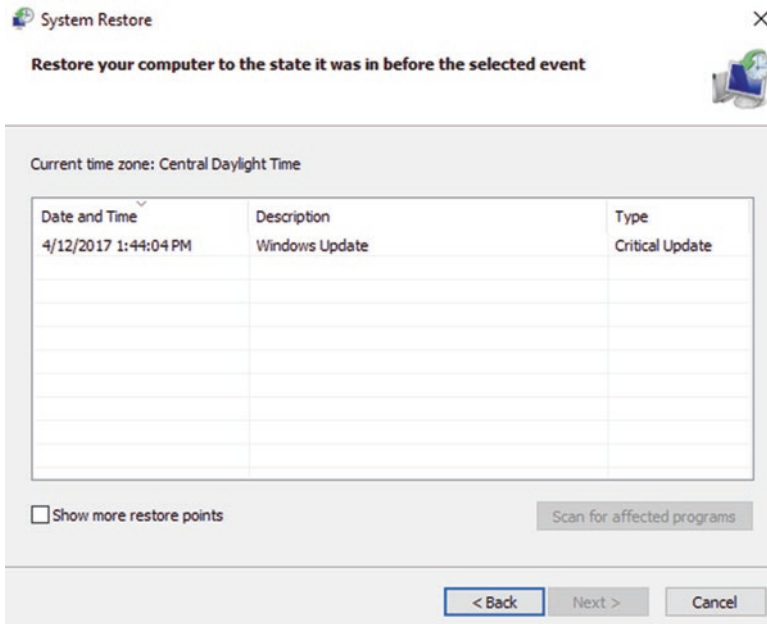 System Restore
Restore your computer to the state it was in before the selected event
Current time zone: Central Daylight Time
Date and Time Description Type
4/12/2017 1:44:04 PM Windows Update Critical Update
Show more restore points
Scan for affected programs
< Back Next > Cancel